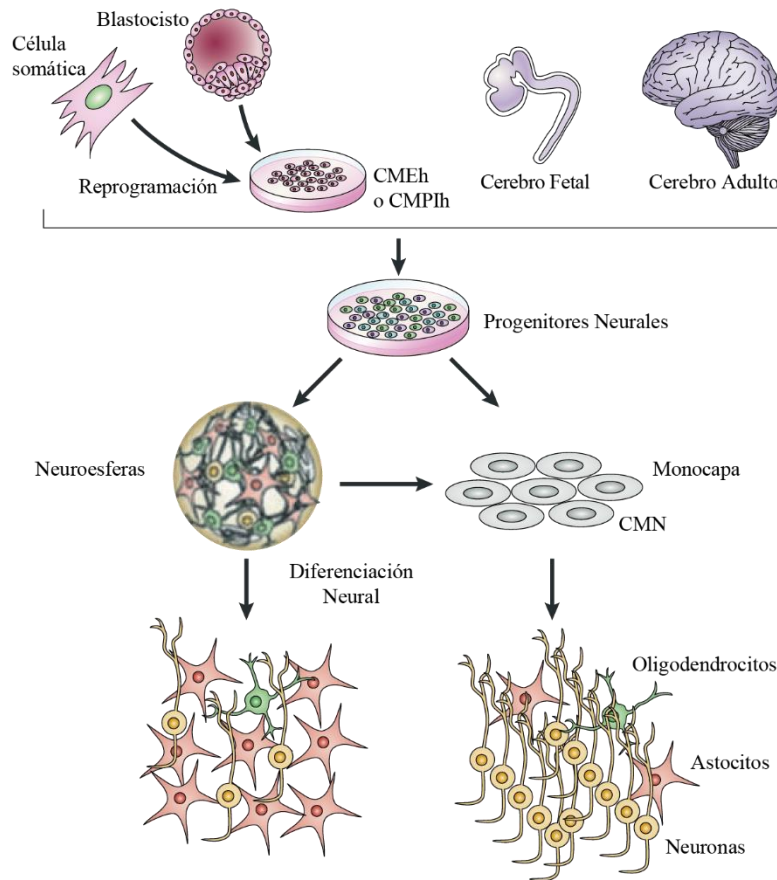 Blastocisto
Célula
somática
Reprogramación
CMEh
o CMPIh
Cerebro Fetal
Cerebro Adulto
Progenitores Neurales
Neuroesferas
Monocapa
CMN
Diferenciación
Neural
Oligodendrocitos
Astocitos
Neuronas